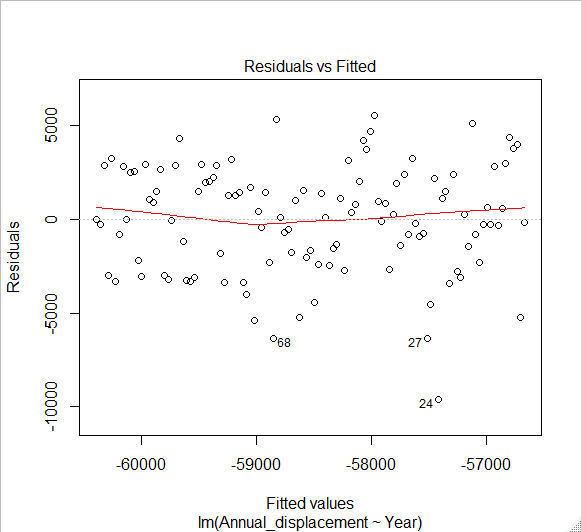 Residuals vs Fitted
Residuals
5000
0
-5000
-10000
68
27
24
-60000 -59000 -58000 -57000
Fitted values
lm(Annual_displacement ~ Year)